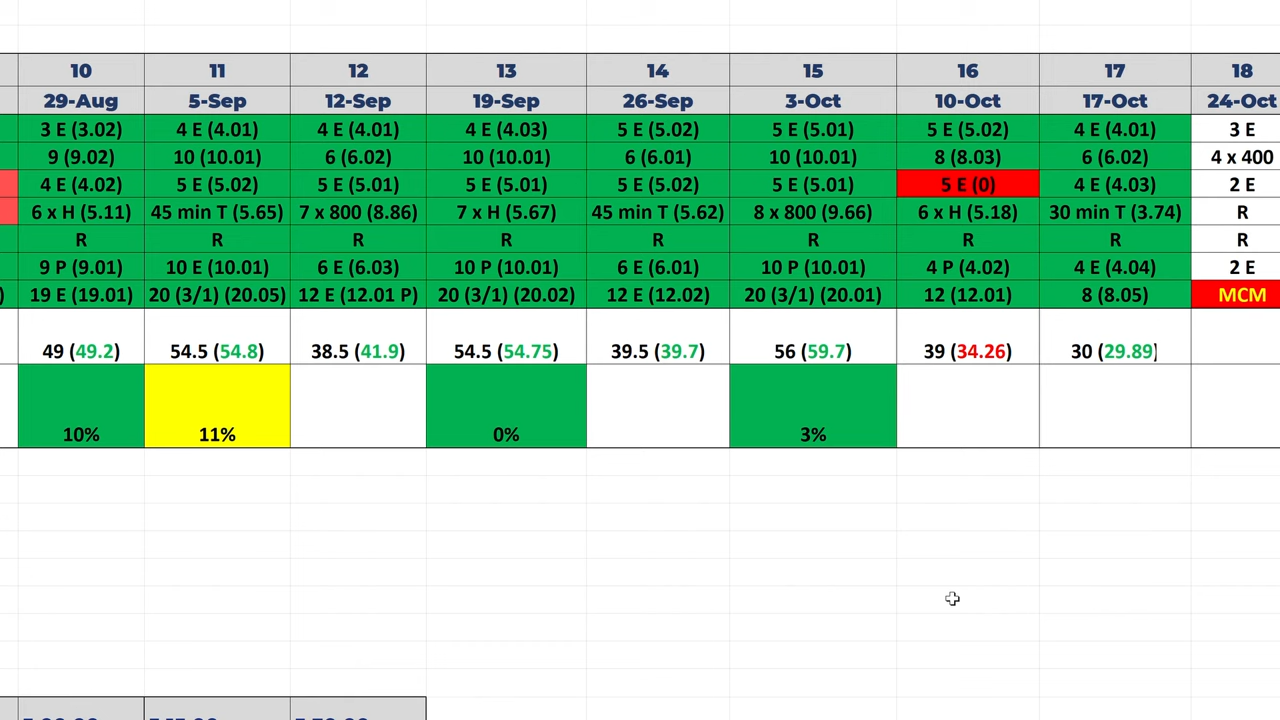 10 11 12 13 14 15 16 17 18
29-Aug 5-Sep 12-Sep 19-Sep 26-Sep 3-Oct 10-Oct 17-Oct 24-Oct
3 E (3.02) 4 E (4.01) 4 E (4.01) 4 E (4.03) 5 E (5.02) 5 E (5.01) 5 E (5.02) 4 E (4.01) 3 E
9 (9.02) 10 (10.01) 6 (6.02) 10 (10.01) 6 (6.01) 10 (10.01) 8 (8.03) 6 (6.02) 4 x 400
4 E (4.02) 5 E (5.02) 5 E (5.01) 5 E (5.01) 5 E (5.02) 5 E (5.01) 5 E (0) 4 E (4.03) 2 E
6 x H (5.11) 45 min T (5.65) 7 x 800 (8.86) 7 x H (5.67) 45 min T (5.62) 8 x 800 (9.66) 6 x H (5.18) 30 min T (3.74) R
R R R R R R R R R
9 P (9.01) 10 E (10.01) 6 E (6.03) 10 P (10.01) 6 E (6.01) 10 P (10.01) 4 P (4.02) 4 E (4.04) 2 E
) 19 E (19.01) 20 (3/1) (20.05) 12 E (12.01 P) 20 (3/1) (20.02) 12 E (12.02) 20 (3/1) (20.01) 12 (12.01) 8 (8.05) MCM
49 (49.2) 54.5 (54.8) 38.5 (41.9) 54.5 (54.75) 39.5 (39.7) 56 (59.7) 39 (34.26) 30 (29.89)
10% 11% 0% 3%